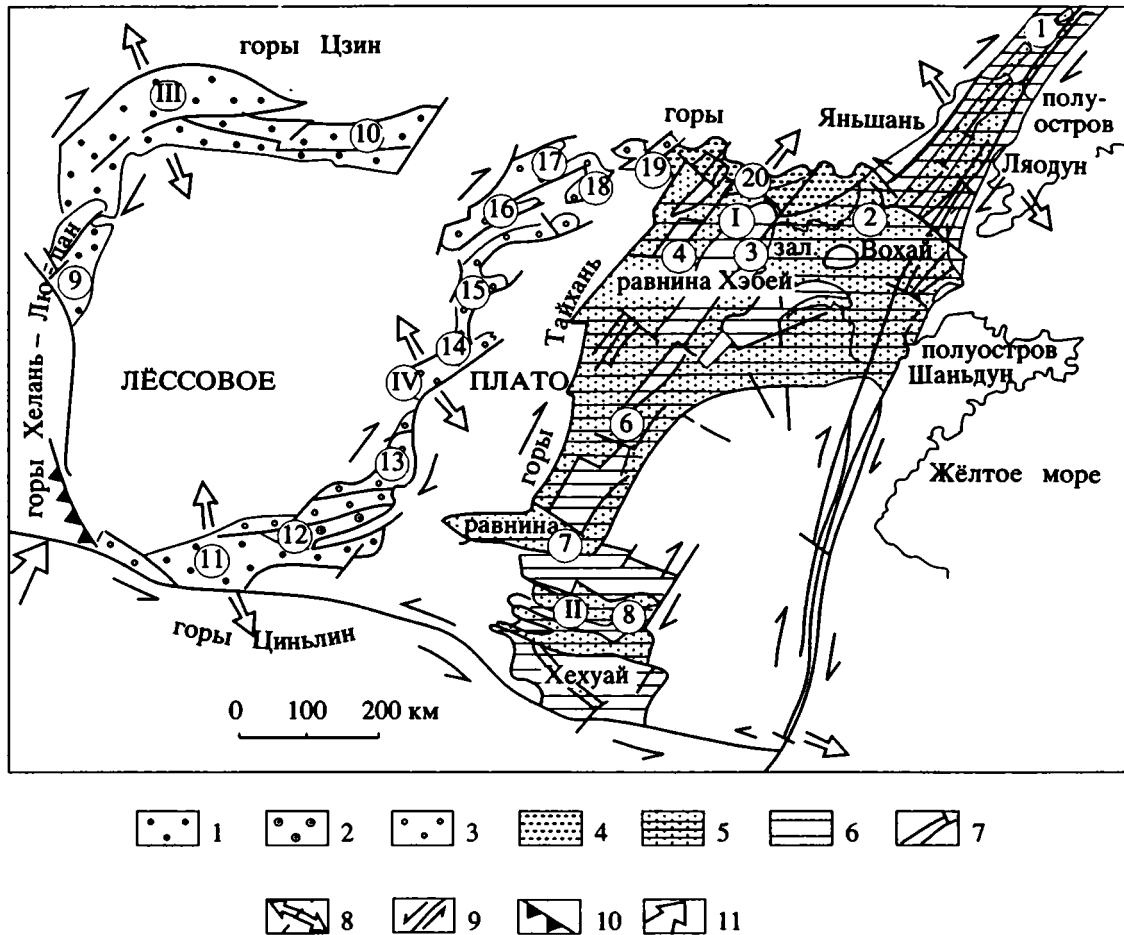 горы Цзин
1
III
полу-
горы
Яньшань
остров
10
17
Ляодун
19
18
20
16
I
2
9
4
3
зал.
Вохай
равнина Хэбей
15
горы Хелань – Лю – пан
Тайхань
14
полуостров
Шаньдун
ЛЁССОВОЕ
IV
ПЛАТО
6
13
горы
Жёлтое море
равнина
12
7
11
II
8
горы Циньлин
Хехуай
0 100 200 км
1 2 3 4 5 6 7
8 9 10 11